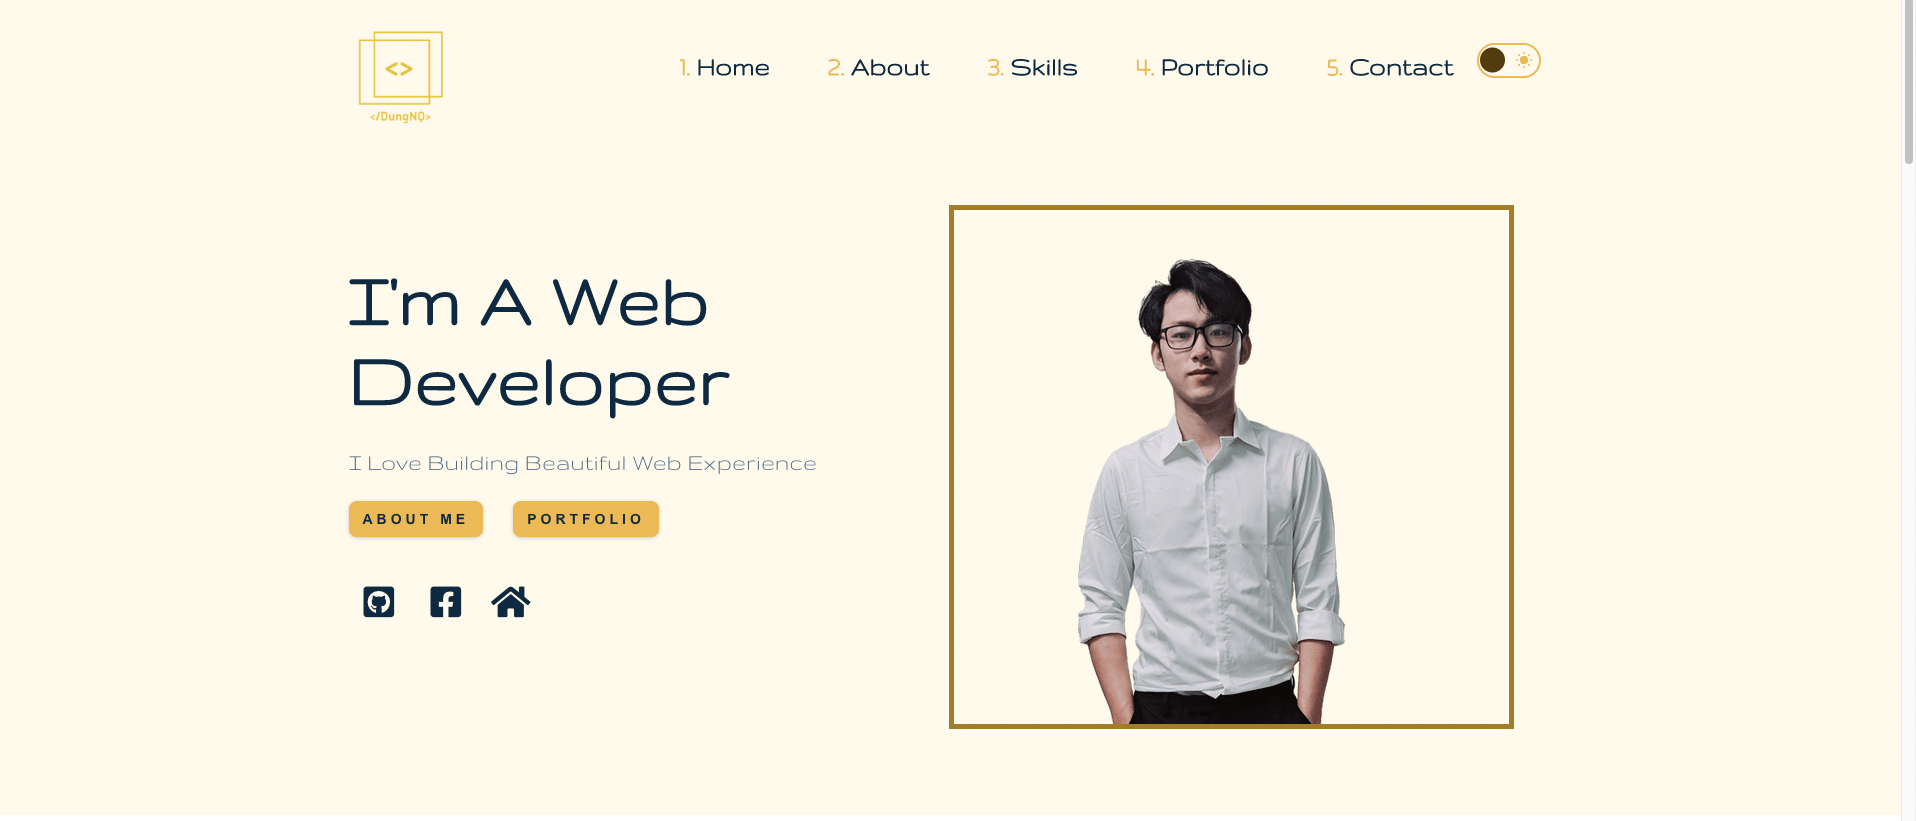 <>
</DungNQ>
1. Home
2. About
3. Skills
4. Portfolio
5. Contact
I'm A Web
Developer
I Love Building Beautiful Web Experience
ABOUT ME
PORTFOLIO